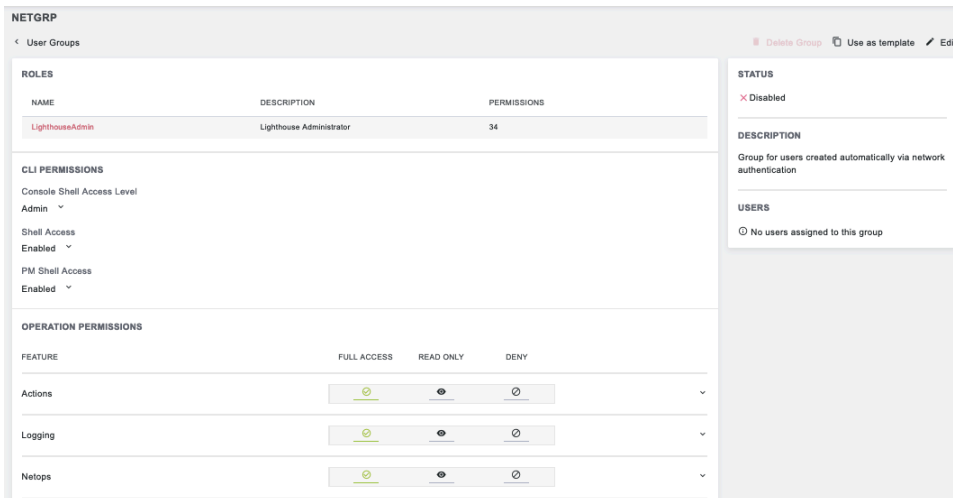 NETGRP
< User Groups
Delete Group Use as template Edi
ROLES
NAME DESCRIPTION PERMISSIONS
LighthouseAdmin Lighthouse Administrator 34
CLI PERMISSIONS
Console Shell Access Level
Admin
Shell Access
Enabled
PM Shell Access
Enabled
OPERATION PERMISSIONS
FEATURE FULL ACCESS READ ONLY DENY
Actions
Logging
Netops
STATUS
Disabled
DESCRIPTION
Group for users created automatically via network
authentication
USERS
No users assigned to this group